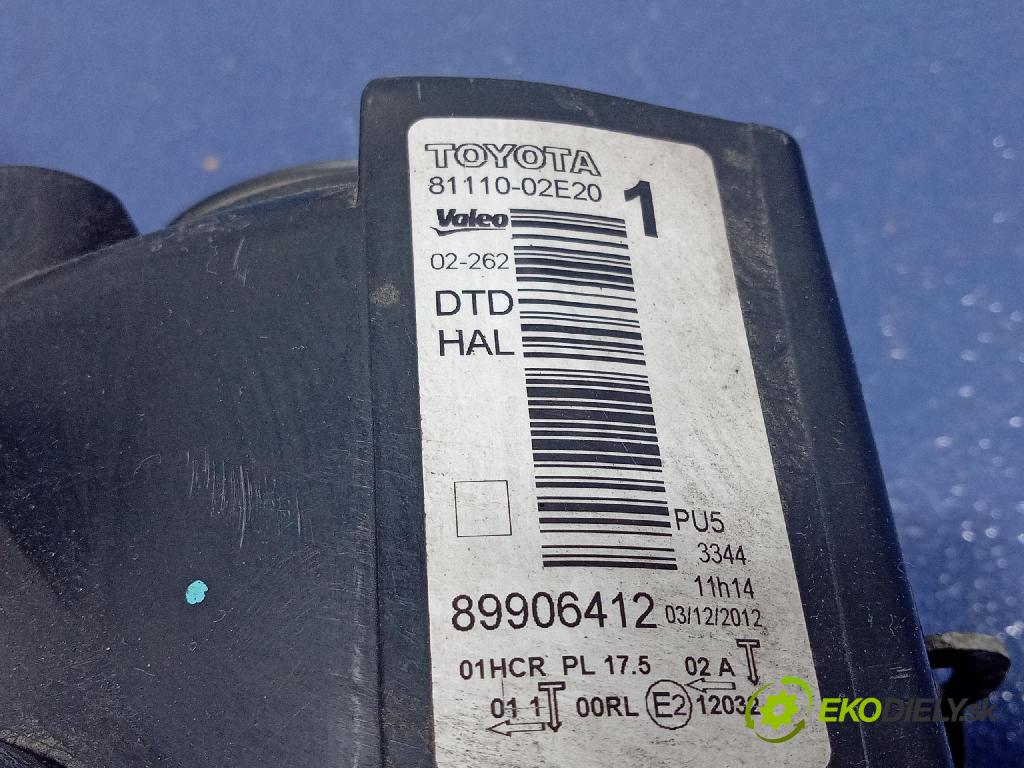 TOYOTA
81110-02E20 1
Valeo
02-262
DTD
HAL
PU5
3344
11h14
89906412 03/12/2012
01HCR PL 17.5 02 A
01 1 00RL E2 12032
EKODIELY.sk